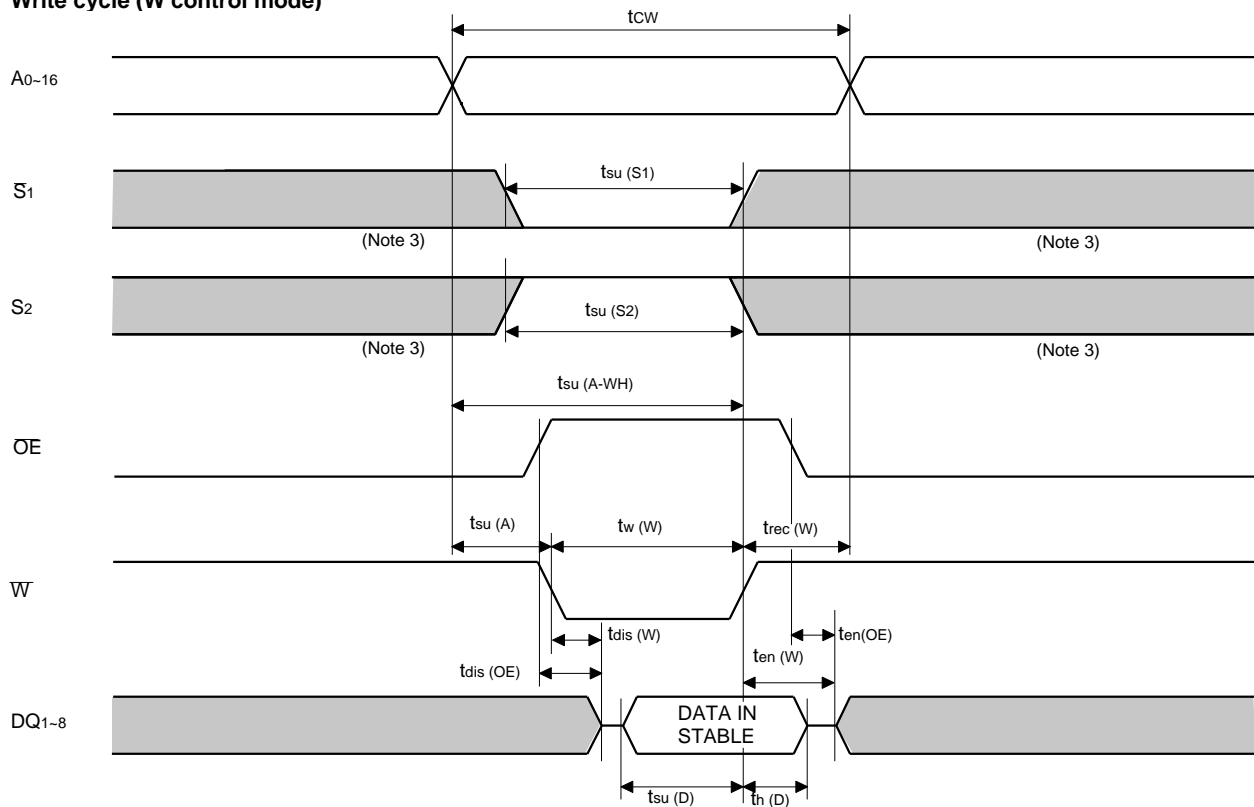 Write cycle (W control mode)
tCW
A0~16
tsu (S1)
S1
(Note 3)
(Note 3)
S2
tsu (S2)
(Note 3)
(Note 3)
tsu (A-WH)
OE
tsu (A)
tw (W)
trec (W)
W
tdis (W)
ten(OE)
ten (W)
tdis (OE)
DQ1~8
DATA IN
STABLE
tsu (D)
th (D)